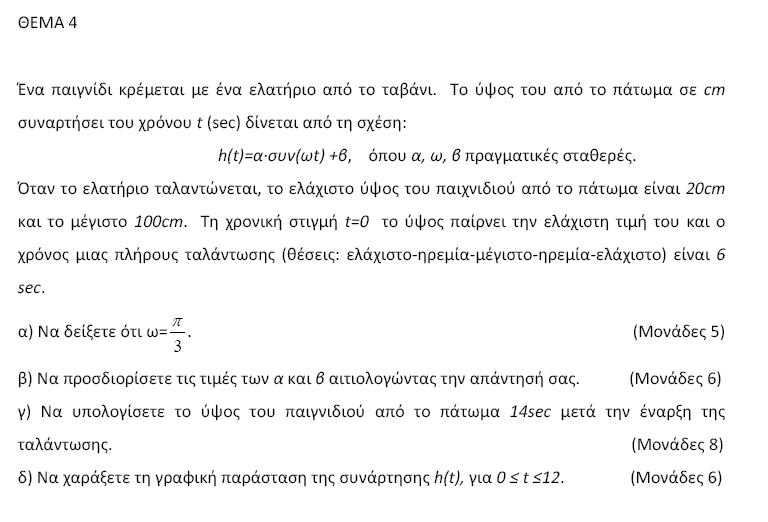 ΘΕΜΑ 4
Ένα παιγνίδι κρέμεται με ένα ελατήριο από το ταβάνι. Το ύψος του από το πάτωμα σε cm
συναρτήσει του χρόνου t (sec) δίνεται από τη σχέση:
h(t)=α·συν(ωt) +β, όπου α, ω, β πραγματικές σταθερές.
Όταν το ελατήριο ταλαντώνεται, το ελάχιστο ύψος του παιχνιδιού από το πάτωμα είναι 20cm
και το μέγιστο 100cm. Τη χρονική στιγμή t=0 το ύψος παίρνει την ελάχιστη τιμή του και ο
χρόνος μιας πλήρους ταλάντωσης (θέσεις: ελάχιστο-ηρεμία-μέγιστο-ηρεμία-ελάχιστο) είναι 6
sec.
α) Να δείξετε ότι ω=π/3. (Μονάδες 5)
β) Να προσδιορίσετε τις τιμές των α και β αιτιολογώντας την απάντησή σας. (Μονάδες 6)
γ) Να υπολογίσετε το ύψος του παιγνιδιού από το πάτωμα 14sec μετά την έναρξη της
ταλάντωσης. (Μονάδες 8)
δ) Να χαράξετε τη γραφική παράσταση της συνάρτησης h(t), για 0 ≤ t ≤12. (Μονάδες 6)